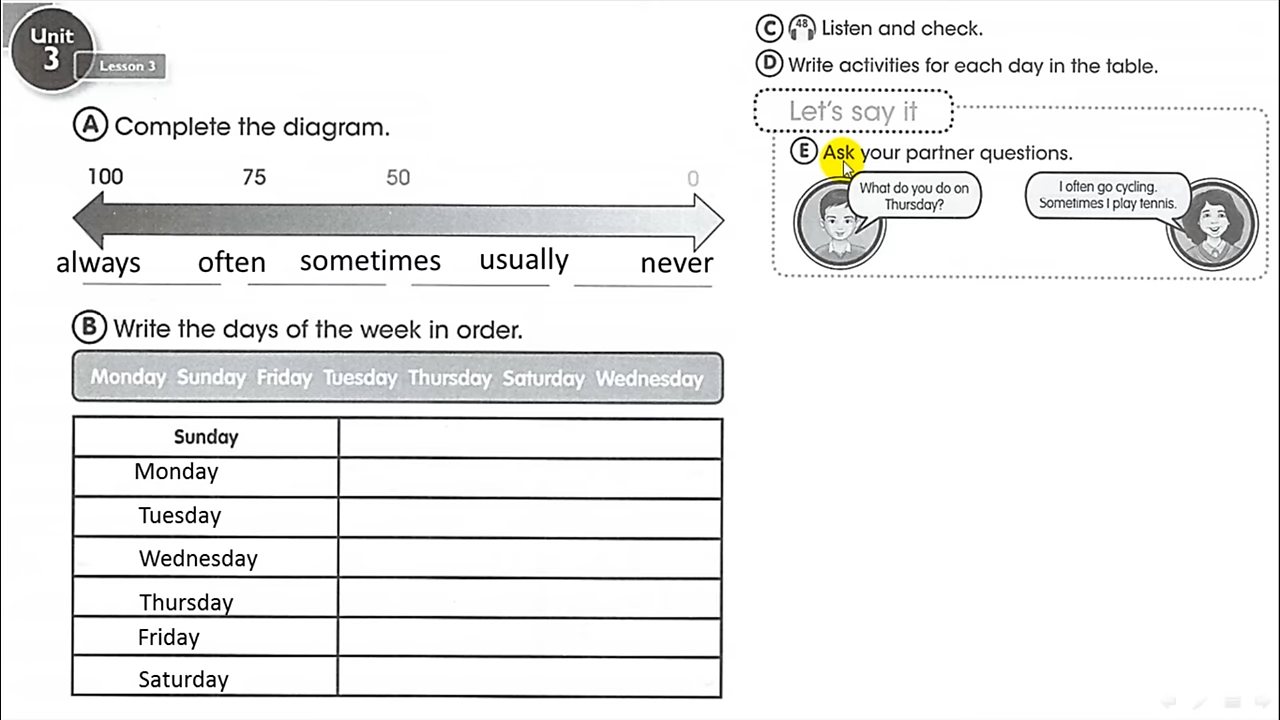 Unit
3
Lesson 3
A Complete the diagram.
100 75 50 0
always often sometimes usually never
B Write the days of the week in order.
Monday Sunday Friday Tuesday Thursday Saturday Wednesday
Sunday
Monday
Tuesday
Wednesday
Thursday
Friday
Saturday
C 48 Listen and check.
D Write activities for each day in the table.
Let's say it
E Ask your partner questions.
What do you do on
Thursday?
I often go cycling.
Sometimes I play tennis.